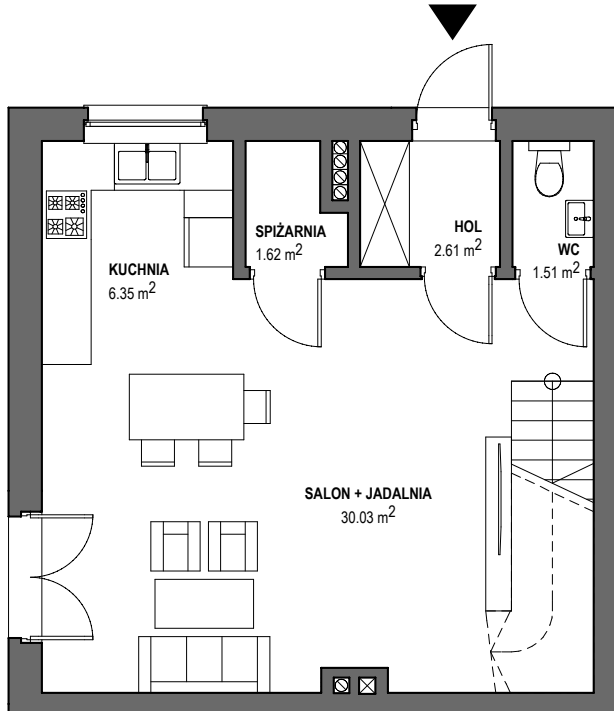 SPIŻARNIA
1.62 m²
HOL
2.61 m²
WC
1.51 m²
KUCHNIA
6.35 m²
SALON + JADALNIA
30.03 m²